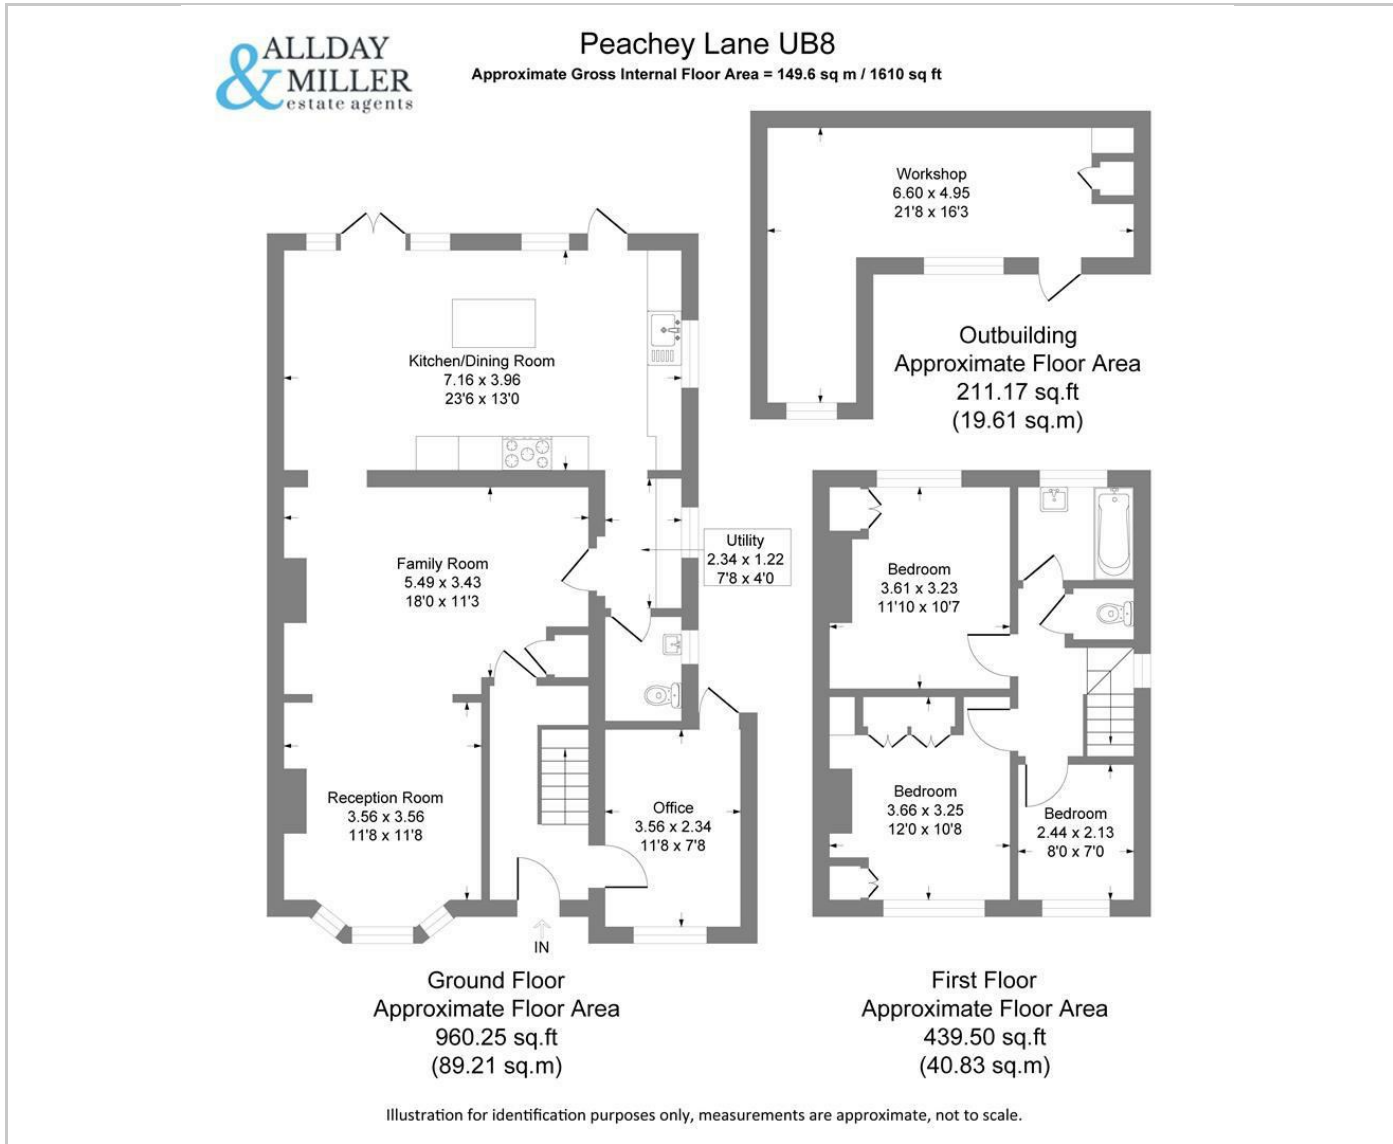 ALLDAY
& MILLER
estate agents
Peachey Lane UB8
Approximate Gross Internal Floor Area = 149.6 sq m / 1610 sq ft
Workshop
6.60 x 4.95
21'8 x 16'3
Outbuilding
Approximate Floor Area
211.17 sq.ft
(19.61 sq.m)
Kitchen/Dining Room
7.16 x 3.96
23'6 x 13'0
Utility
2.34 x 1.22
7'8 x 4'0
Family Room
5.49 x 3.43
18'0 x 11'3
Reception Room
3.56 x 3.56
11'8 x 11'8
Office
3.56 x 2.34
11'8 x 7'8
IN
Bedroom
3.61 x 3.23
11'10 x 10'7
Bedroom
3.66 x 3.25
12'0 x 10'8
Bedroom
2.44 x 2.13
8'0 x 7'0
Ground Floor
Approximate Floor Area
960.25 sq.ft
(89.21 sq.m)
First Floor
Approximate Floor Area
439.50 sq.ft
(40.83 sq.m)
Illustration for identification purposes only, measurements are approximate, not to scale.